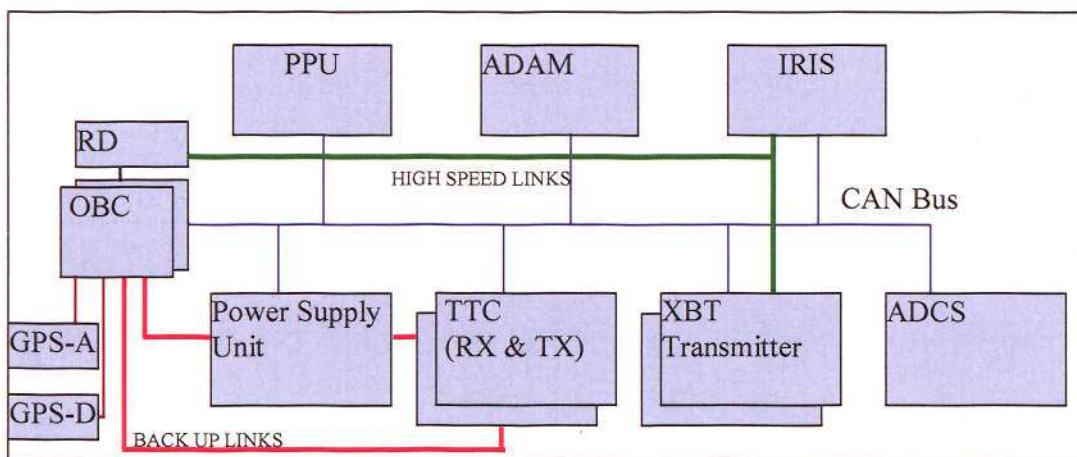 PPU
ADAM
IRIS
RD
HIGH SPEED LINKS
OBC
CAN Bus
Power Supply
Unit
TTC
(RX & TX)
XBT
Transmitter
ADCS
GPS-A
GPS-D
BACK UP LINKS